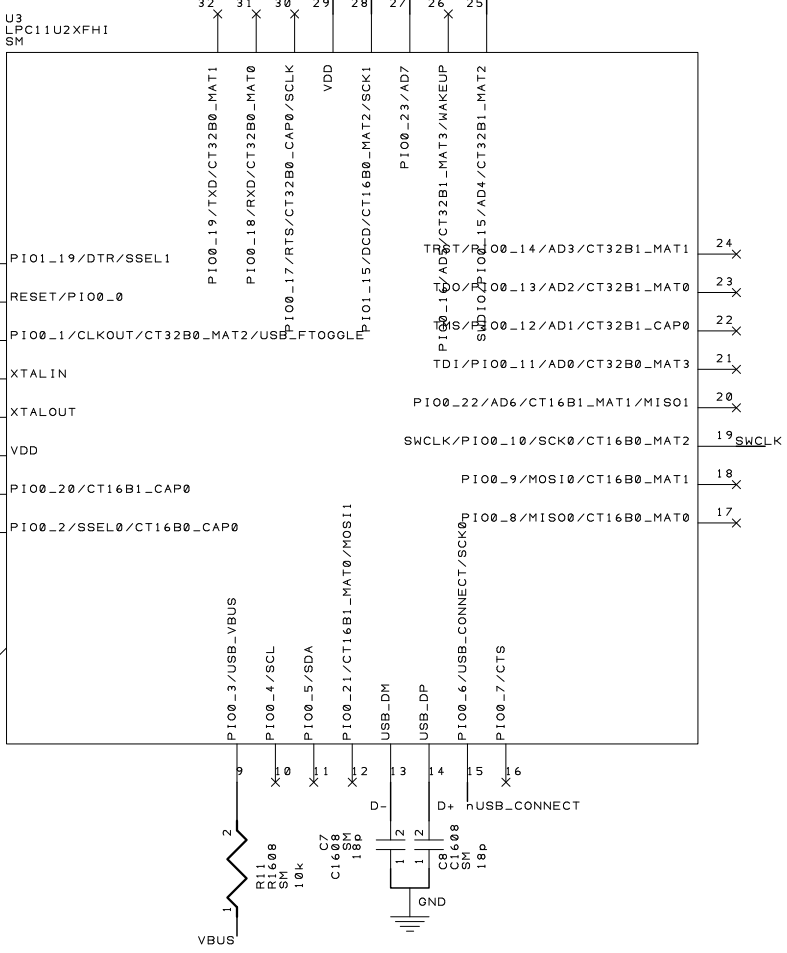 32 31 30 29 28 27 26 25
U3
LPC11U2XFHI
SM
PIO0_19/TXD/CT32B0_MAT1
PIO0_18/RXD/CT32B0_MAT0
PIO0_17/RTS/CT32B0_CAP0/SCLK
VDD
PIO1_15/DCD/CT16B0_MAT2/SCK1
PIO0_23/AD7
PIO0_16/AD5/CT32B1_MAT3/WAKEUP
SWDIO/PIO0_15/AD4/CT32B1_MAT2
PIO1_19/DTR/SSEL1
RESET/PIO0_0
PIO0_1/CLKOUT/CT32B0_MAT2/USB_FTOGGLE
XTALIN
XTALOUT
VDD
PIO0_20/CT16B1_CAP0
PIO0_2/SSEL0/CT16B0_CAP0
TRST/PIO0_14/AD3/CT32B1_MAT1 24
TDO/PIO0_13/AD2/CT32B1_MAT0 23
TMS/PIO0_12/AD1/CT32B1_CAP0 22
TDI/PIO0_11/AD0/CT32B0_MAT3 21
PIO0_22/AD6/CT16B1_MAT1/MISO1 20
SWCLK/PIO0_10/SCK0/CT16B0_MAT2 19 SWCLK
PIO0_9/MOSI0/CT16B0_MAT1 18
PIO0_8/MISO0/CT16B0_MAT0 17
PIO0_3/USB_VBUS
PIO0_4/SCL
PIO0_5/SDA
PIO0_21/CT16B1_MAT0/MOSI1
USB_DM
USB_DP
PIO0_6/USB_CONNECT/SCK0
PIO0_7/CTS
9 10 11 12 13 14 15 16
D- D+ nUSB_CONNECT
2
1
R11
R1608
SM
10k
VBUS
C7
C1608
SM
18p
2
1
2
1
C8
C1608
SM
18p
GND